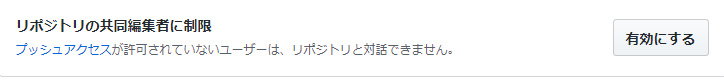 リポジトリの共同編集者に制限
プッシュアクセスが許可されていないユーザーは、リポジトリと対話できません。
有効にする